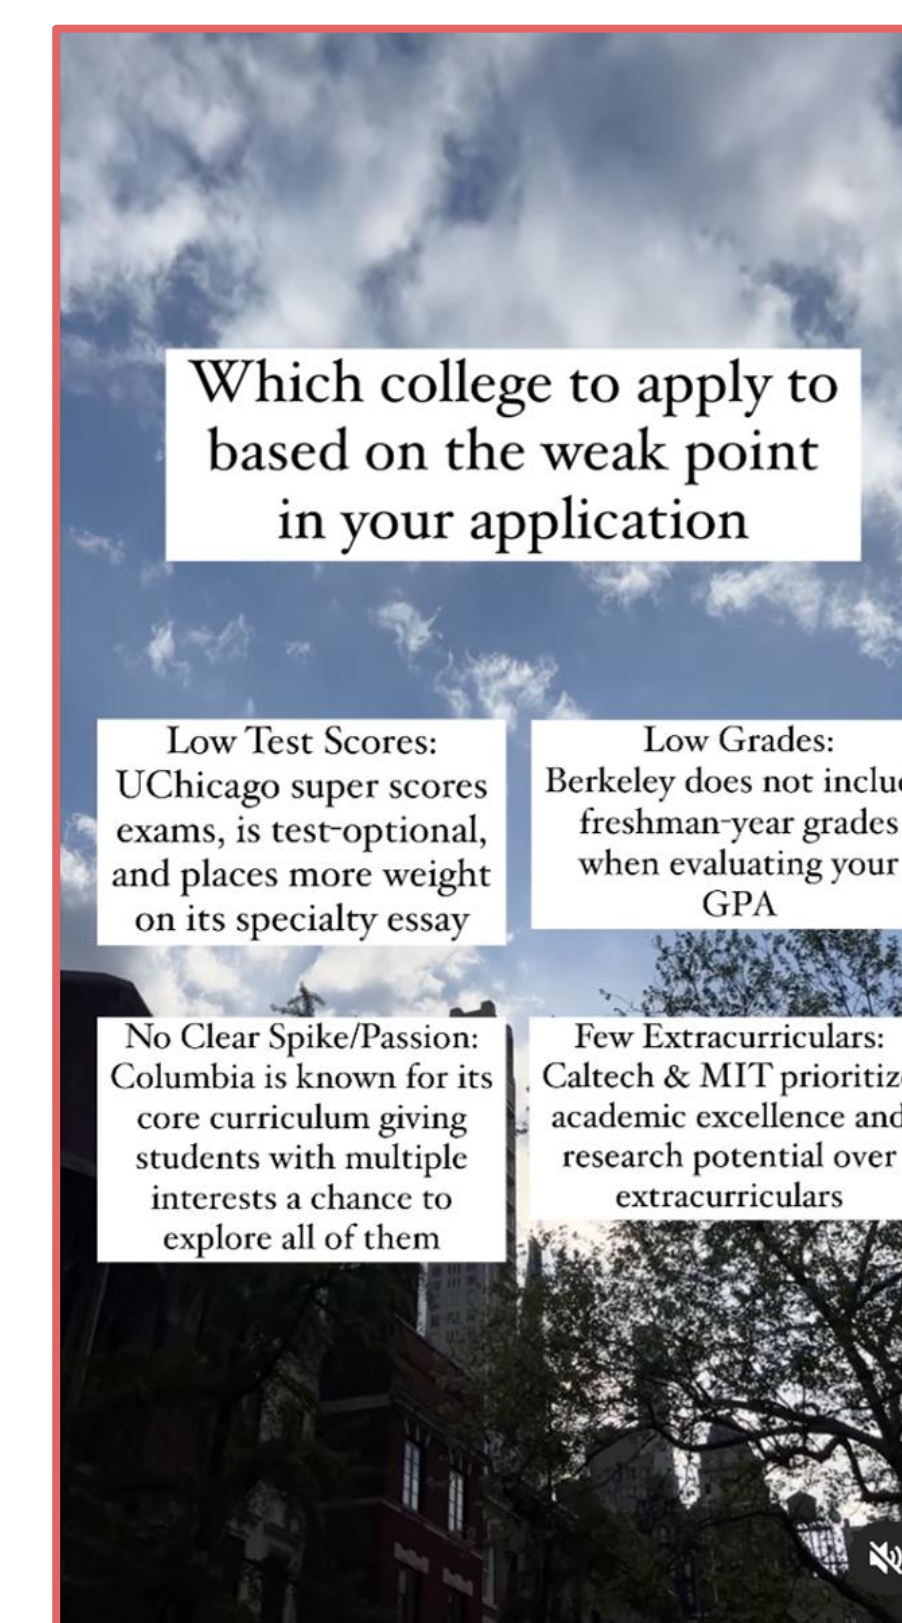 Which college to apply to
based on the weak point
in your application
Low Test Scores:
UChicago super scores
exams, is test-optional,
and places more weight
on its specialty essay
Low Grades:
Berkeley does not
freshman-year grades
when evaluating your
GPA
No Clear Spike/Passion:
Columbia is known for its
core curriculum giving
students with multiple
interests a chance to
explore all of them
Few Extracurriculars:
Caltech & MIT
academic excellence and
research potential over
extracurriculars